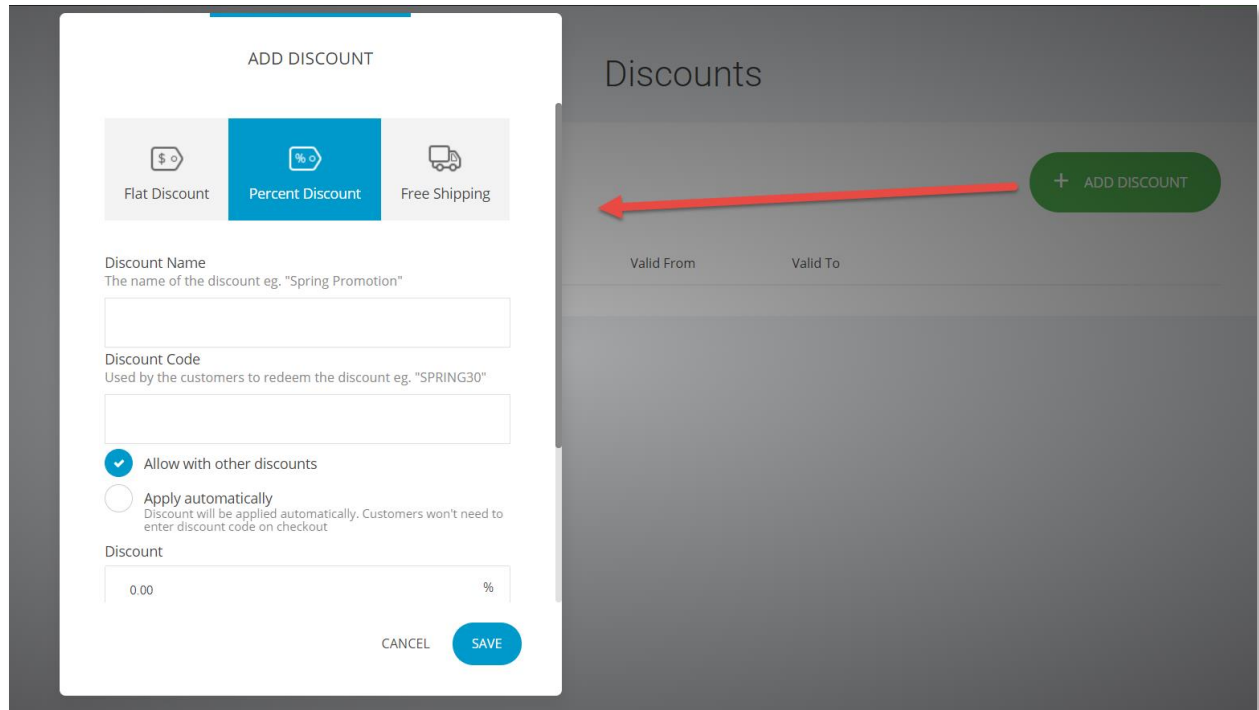 ADD DISCOUNT
Discounts
$
%
Flat Discount
Percent Discount
Free Shipping
+ ADD DISCOUNT
Discount Name
The name of the discount eg. "Spring Promotion"
Valid From
Valid To
Discount Code
Used by the customers to redeem the discount eg. "SPRING30"
Allow with other discounts
Apply automatically
Discount will be applied automatically. Customers won't need to
enter discount code on checkout
Discount
0.00 %
CANCEL
SAVE